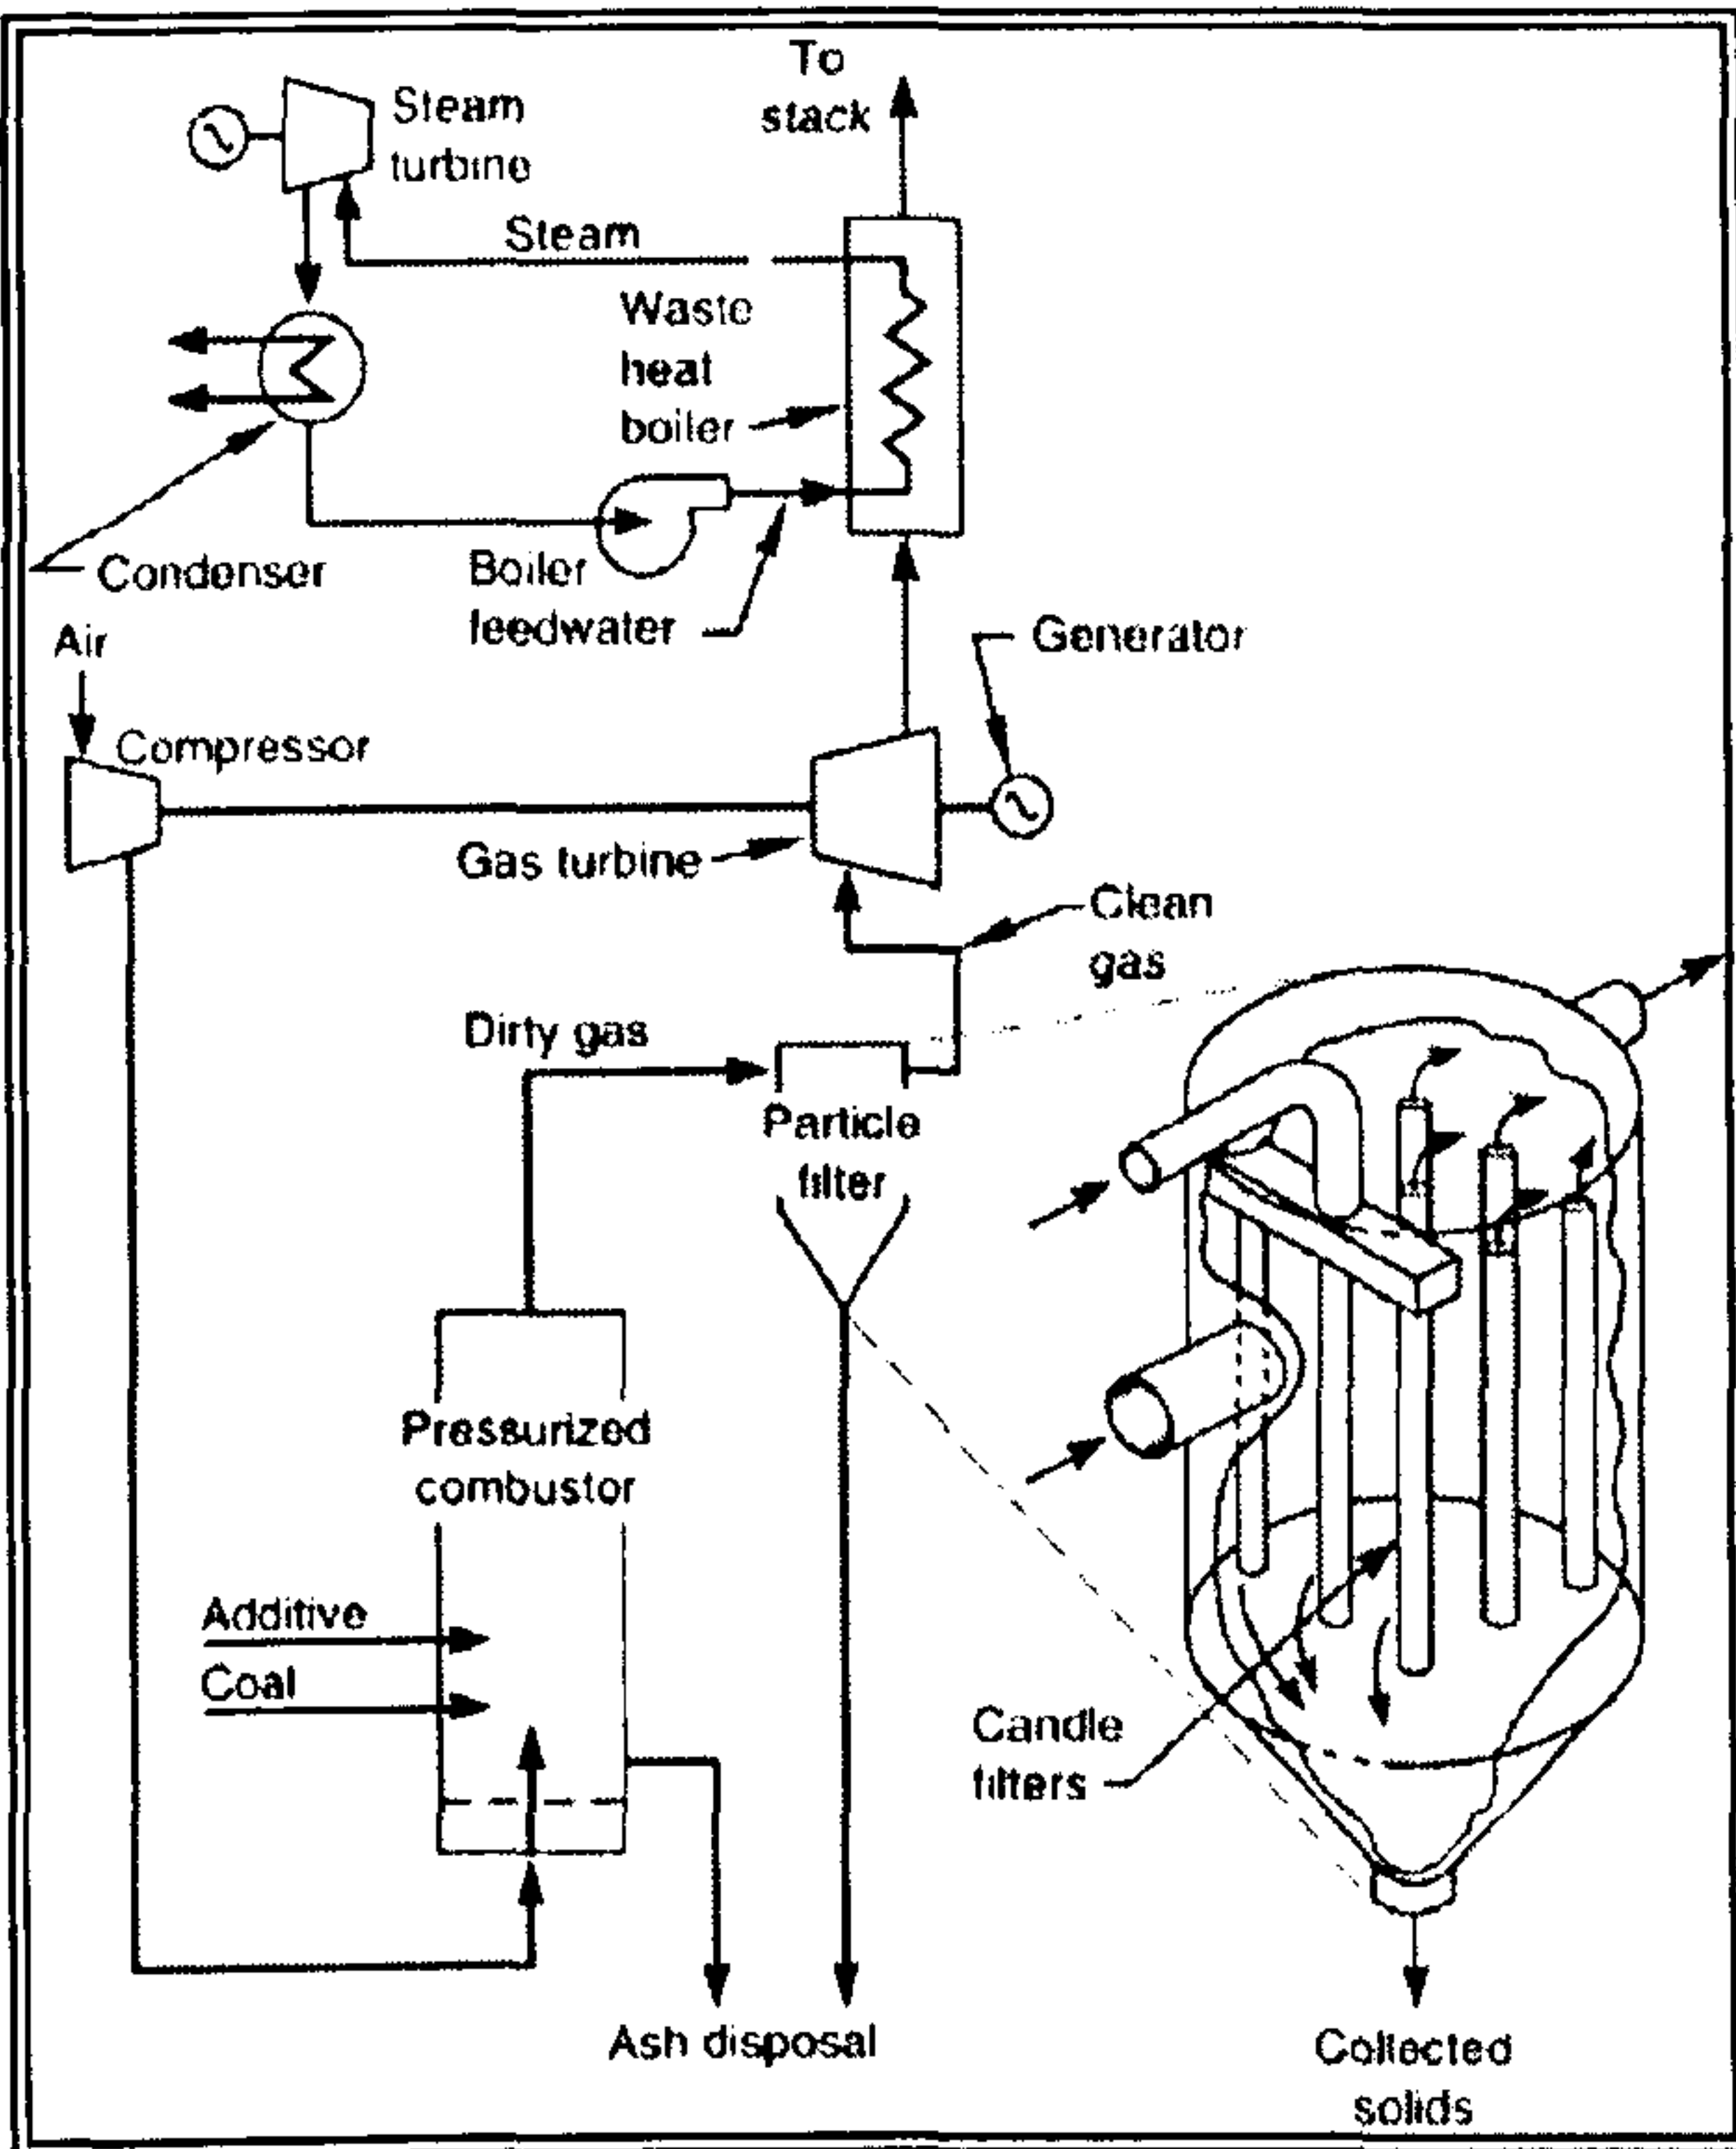 To
stack
Steam
turbine
Steam
Waste
heat
boiler
Condenser
Boiler
feedwater
Air
Generator
Compressor
Gas turbine
Clean
gas
Dirty gas
Particle
filter
Pressurized
combustor
Additive
Coal
Candle
filters
Ash disposal
Collected
solids